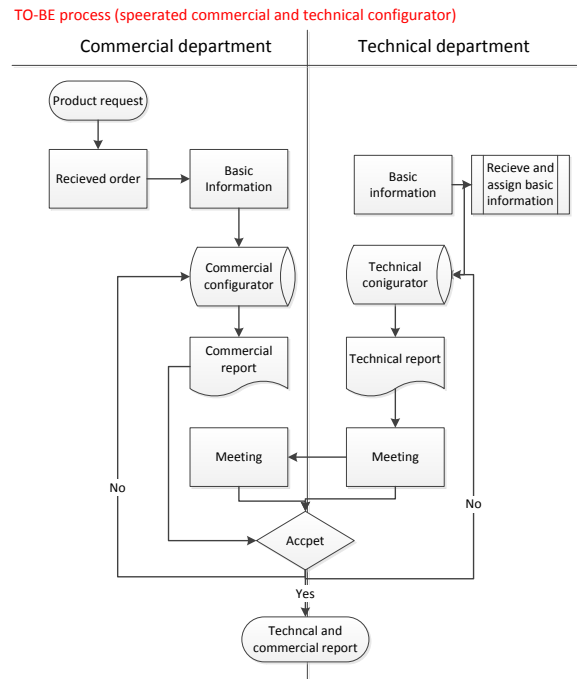 TO-BE process (speerated commercial and technical configurator)
Commercial department
Technical department
Product request
Recieved order
Basic
Information
Basic
information
Recieve and
assign basic
information
Commercial
configurator
Technical
conigurator
Commercial
report
Technical report
Meeting
Meeting
No
No
Accpet
Yes
Techncal and
commercial report